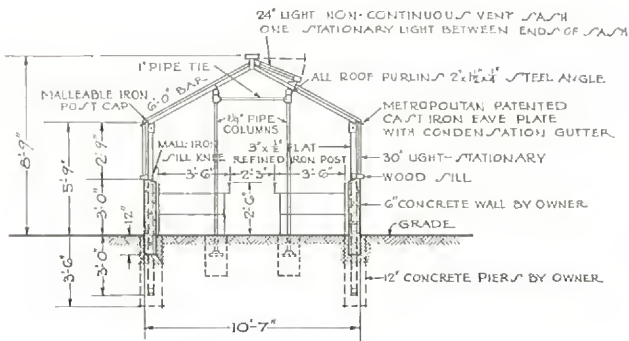 24" LIGHT NON-CONTINUOUS VENT SASH
ONE STATIONARY LIGHT BETWEEN ENDS OF SASH
1" PIPE TIE
ALL ROOF PURLINS 2"x1½"x¼" STEEL ANGLE
MALLEABLE IRON
POST CAP
6'-0" BAR
METROPOLITAN PATENTED
CAST IRON EAVE PLATE
WITH CONDENSATION GUTTER
1¼" PIPE
COLUMNS
MALL-IRON
SILL KNEE
3"x½" FLAT
REFINED IRON POST
30" LIGHT-STATIONARY
WOOD SILL
8'-9"
5'-9"
2'-9"
3'-6"
2'-3"
3'-6"
3'-0"
2'-6"
12"
6" CONCRETE WALL BY OWNER
GRADE
3'-6"
3'-0"
12" CONCRETE PIERS BY OWNER
10'-7"